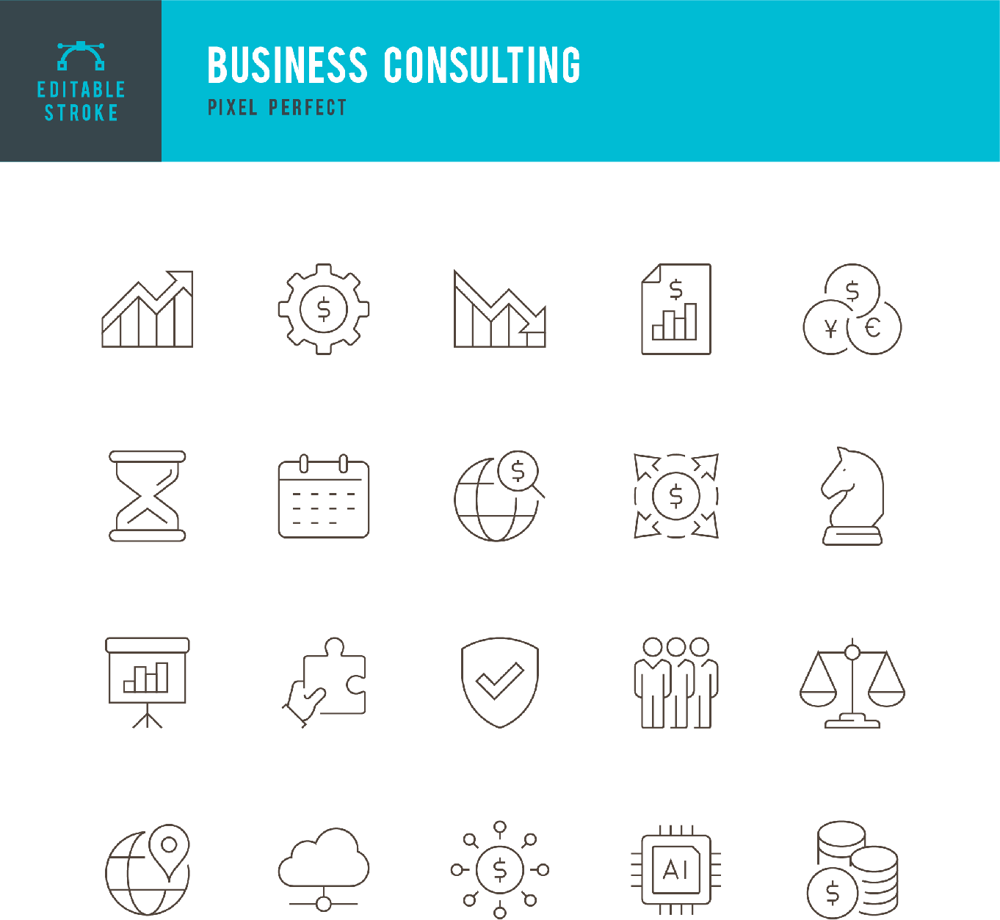 EDITABLE
STROKE
BUSINESS CONSULTING
PIXEL PERFECT
$
$
$
¥
€
$
$
$
AI
$
$